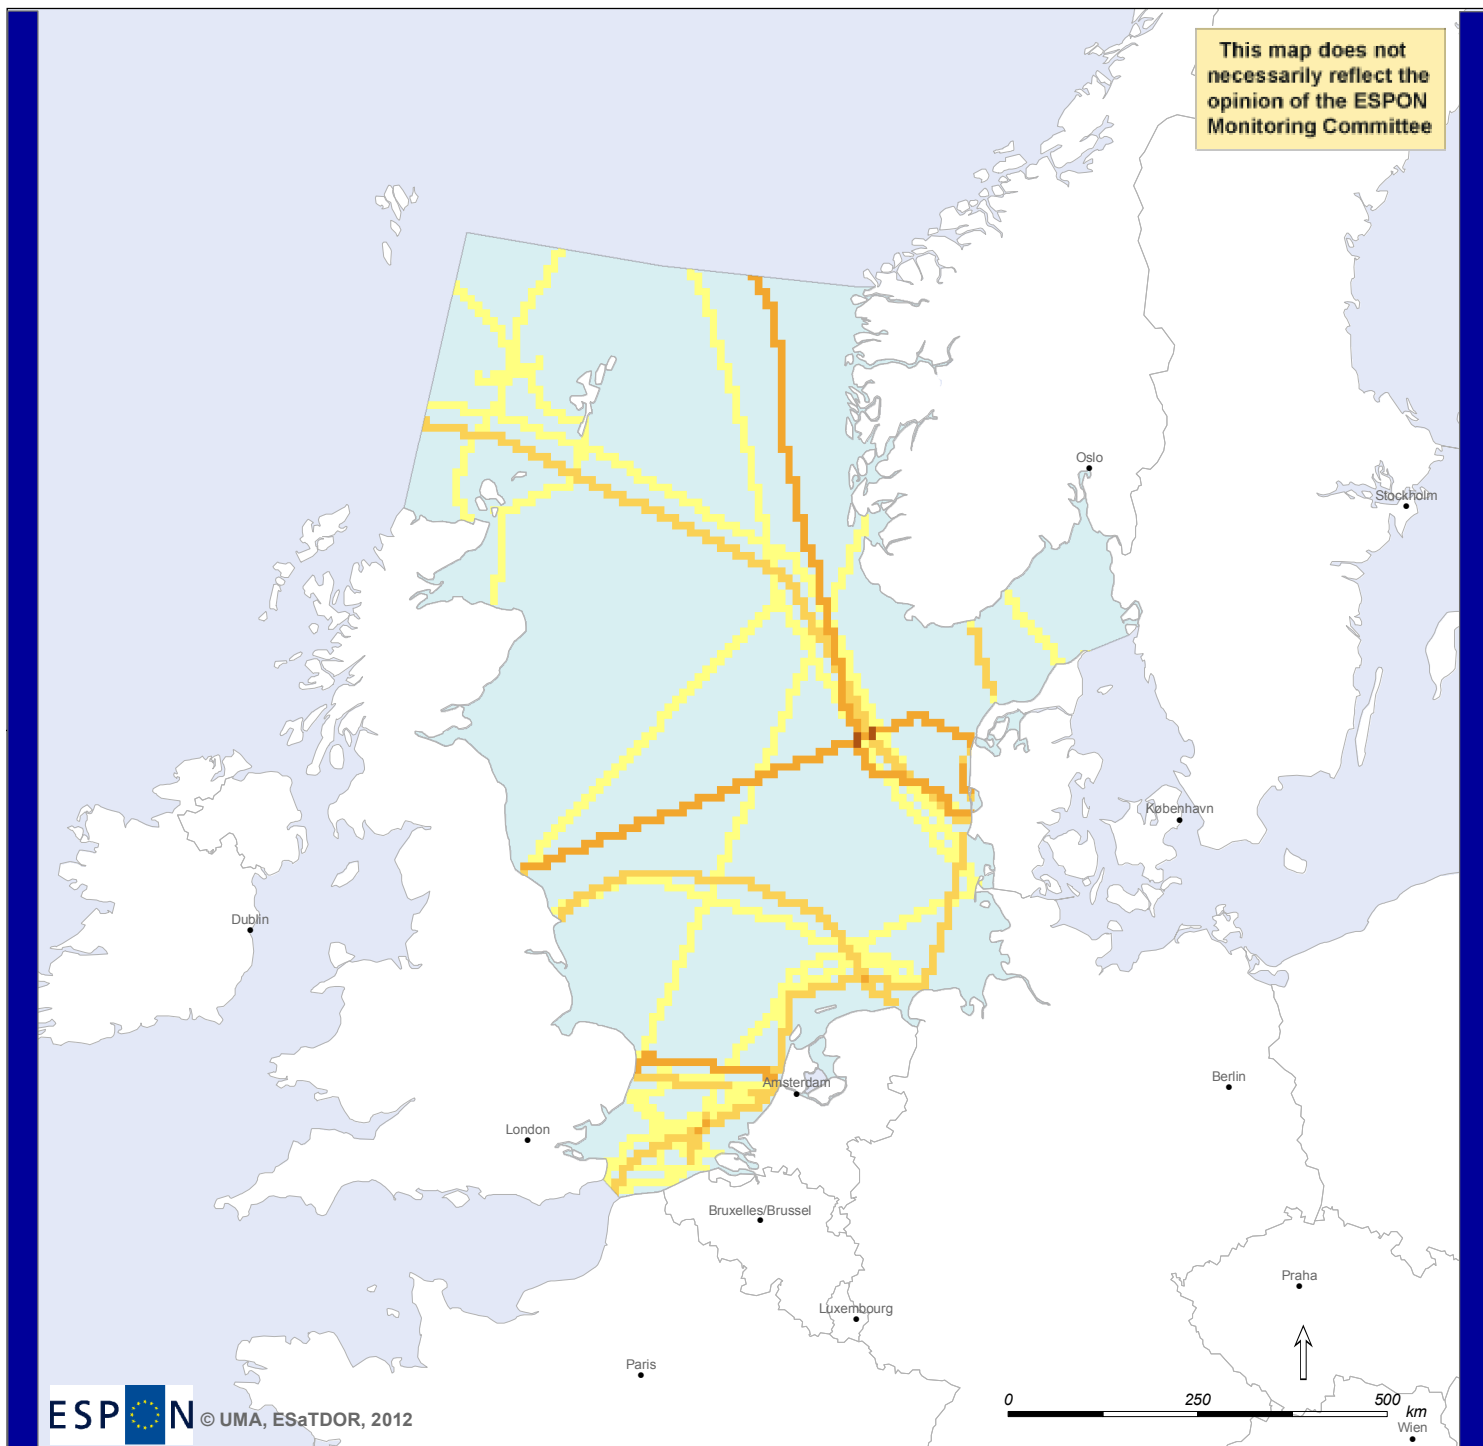 This map does not
necessarily reflect the
opinion of the ESPON
Monitoring Committee
Oslo
Stockholm
København
Dublin
Amsterdam
Berlin
London
Bruxelles/Brussel
Praha
Luxembourg
Paris
0 250 500
km
ESPON © UMA, ESaTDOR, 2012
Wien